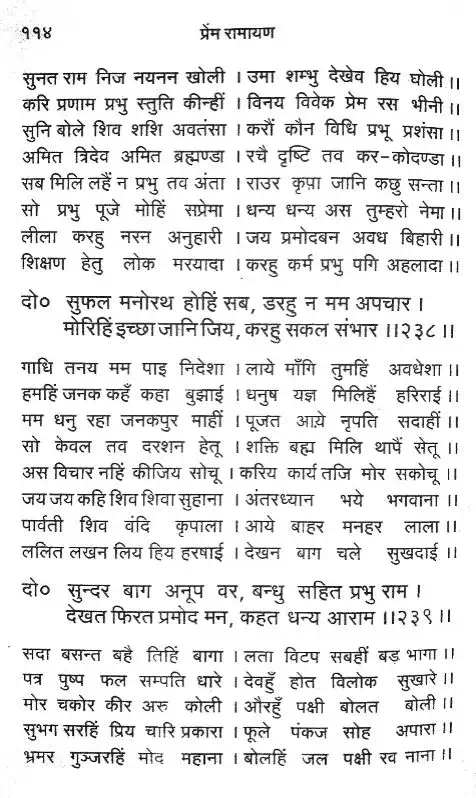 ११४ प्रेम रामायण
सुनत राम निज नयनन खोली । उमा शम्भु देखेव हिय घोली ।।
करि प्रणाम प्रभु स्तुति कीन्हीं । विनय विवेक प्रेम रस भीनी ।।
सुनि बोले शिव शशि अवतंसा । करौं कौन विधि प्रभू प्रशंसा ।।
अमित त्रिदेव अमित ब्रह्मण्डा । रचै दृष्टि तव कर-कोदण्डा ।।
सब मिलि लहैं न प्रभु तव अंता । राउर कृपा जानि कछु सन्ता ।।
सो प्रभु पूजे मोहिं सप्रेमा । धन्य धन्य अस तुम्हरो नेमा ।।
लीला करहु नरन अनुहारी । जय प्रमोदबन अवध बिहारी ।।
शिक्षण हेतु लोक मरयादा । करहु कर्म प्रभु पगि अहलादा ।।
दो० सुफल मनोरथ होहिं सब, डरहु न मम अपचार ।
मोरिहिं इच्छा जानि जिय, करहु सकल संभार ।।२३८।।
गाधि तनय मम पाइ निदेशा । लाये माँगि तुमहिं अवधेशा ।।
हमहिं जनक कहँ कहा बुझाई । धनुष यज्ञ मिलिहैं हरिराई ।।
मम धनु रहा जनकपुर माहीं । पूजत आये नृपति सदाहीं ।।
सो केवल तव दरशन हेतू । शक्ति बह्म मिलि थापैं सेतू ।।
अस विचार नहिं कीजिय सोचू । करिय कार्य तजि मोर सकोचू ।।
जय जय कहि शिव शिवा सुहाना । अंतरध्यान भये भगवाना ।।
पार्वती शिव वंदि कृपाला । आये बाहर मनहर लाला ।।
ललित लखन लिय हिय हरषाई । देखन बाग चले सुखदाई ।।
दो० सुन्दर बाग अनूप वर, बन्धु सहित प्रभु राम ।
देखत फिरत प्रमोद मन, कहत धन्य आराम ।।२३९।।
सदा बसन्त बहै तिहिं बागा । लता विटप सबहीं बड़ भागा ।।
पत्र पुष्प फल सम्पति धारे । देवहुँ होत विलोक सुखारे ।।
मोर चकोर कीर अरु कोली । औरहुँ पक्षी बोलत बोली ।।
सुभग सरहिं प्रिय चारि प्रकारा । फूले पंकज सोह अपारा ।।
भ्रमर गुञ्जरहिं मोद महाना । बोलहिं जल पक्षी रव नाना ।।